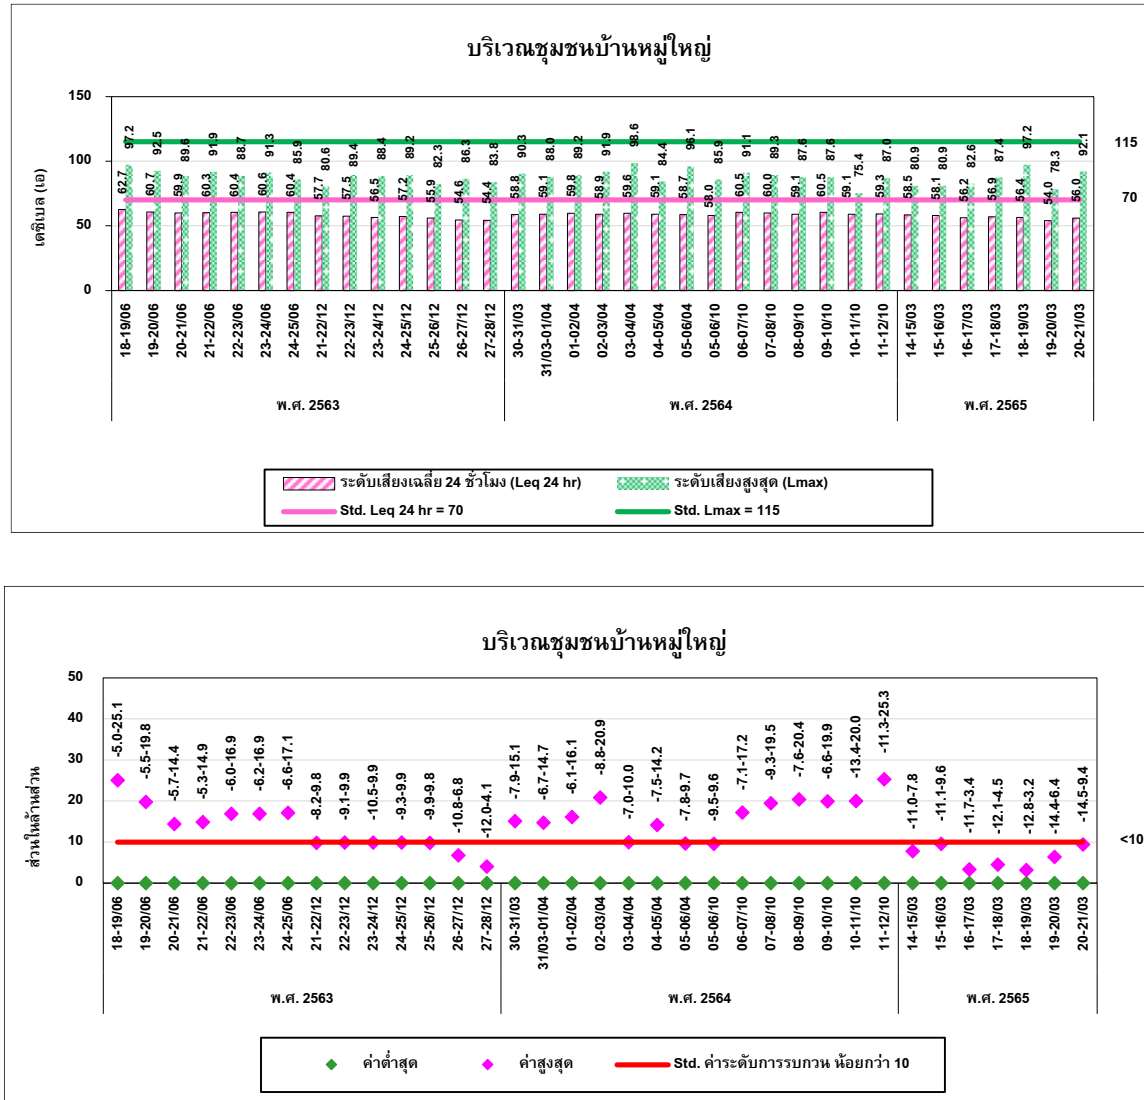 บริเวณชุมชนบ้านหมู่ใหญ่
เดซิเบล (เอ)
150
100
50
0
62.7 97.2 60.7 92.5 59.9 89.6 60.3 91.9 60.4 88.7 60.6 91.3 60.4 85.9 57.7 80.6 57.5 89.4 56.5 88.4 57.2 89.2 55.9 82.3 54.6 86.3 54.4 83.8 58.8 90.3 59.1 88.0 59.8 89.2 58.9 91.9 59.6 98.6 59.1 84.4 58.7 96.1 58.0 85.9 60.5 91.1 60.0 89.3 59.1 87.6 60.5 87.6 59.1 75.4 59.3 87.0 58.5 80.9 58.1 80.9 56.2 82.6 56.9 87.4 56.4 97.2 54.0 78.3 56.0 92.1
115
70
18-19/06 19-20/06 20-21/06 21-22/06 22-23/06 23-24/06 24-25/06 21-22/12 22-23/12 23-24/12 24-25/12 25-26/12 26-27/12 27-28/12 30-31/03 31/03-01/04 01-02/04 02-03/04 03-04/04 04-05/04 05-06/04 05-06/10 06-07/10 07-08/10 08-09/10 09-10/10 10-11/10 11-12/10 14-15/03 15-16/03 16-17/03 17-18/03 18-19/03 19-20/03 20-21/03
พ.ศ. 2563 พ.ศ. 2564 พ.ศ. 2565
ระดับเสียงเฉลี่ย 24 ชั่วโมง (Leq 24 hr) ระดับเสียงสูงสุด (Lmax)
Std. Leq 24 hr = 70 Std. Lmax = 115
บริเวณชุมชนบ้านหมู่ใหญ่
ส่วนในล้านส่วน
50
40
30
20
10
0
-5.0-25.1 -5.5-19.8 -5.7-14.4 -5.3-14.9 -6.0-16.9 -6.2-16.9 -6.6-17.1 -8.2-9.8 -9.1-9.9 -10.5-9.9 -9.3-9.9 -9.9-9.8 -10.8-6.8 -12.0-4.1 -7.9-15.1 -6.7-14.7 -6.1-16.1 -8.8-20.9 -7.0-10.0 -7.5-14.2 -7.8-9.7 -9.5-9.6 -7.1-17.2 -9.3-19.5 -7.6-20.4 -6.6-19.9 -13.4-20.0 -11.3-25.3 -11.0-7.8 -11.1-9.6 -11.7-3.4 -12.1-4.5 -12.8-3.2 -14.4-6.4 -14.5-9.4
<10
18-19/06 19-20/06 20-21/06 21-22/06 22-23/06 23-24/06 24-25/06 21-22/12 22-23/12 23-24/12 24-25/12 25-26/12 26-27/12 27-28/12 30-31/03 31/03-01/04 01-02/04 02-03/04 03-04/04 04-05/04 05-06/04 05-06/10 06-07/10 07-08/10 08-09/10 09-10/10 10-11/10 11-12/10 14-15/03 15-16/03 16-17/03 17-18/03 18-19/03 19-20/03 20-21/03
พ.ศ. 2563 พ.ศ. 2564 พ.ศ. 2565
ค่าต่ำสุด ค่าสูงสุด Std. ค่าระดับการรบกวน น้อยกว่า 10